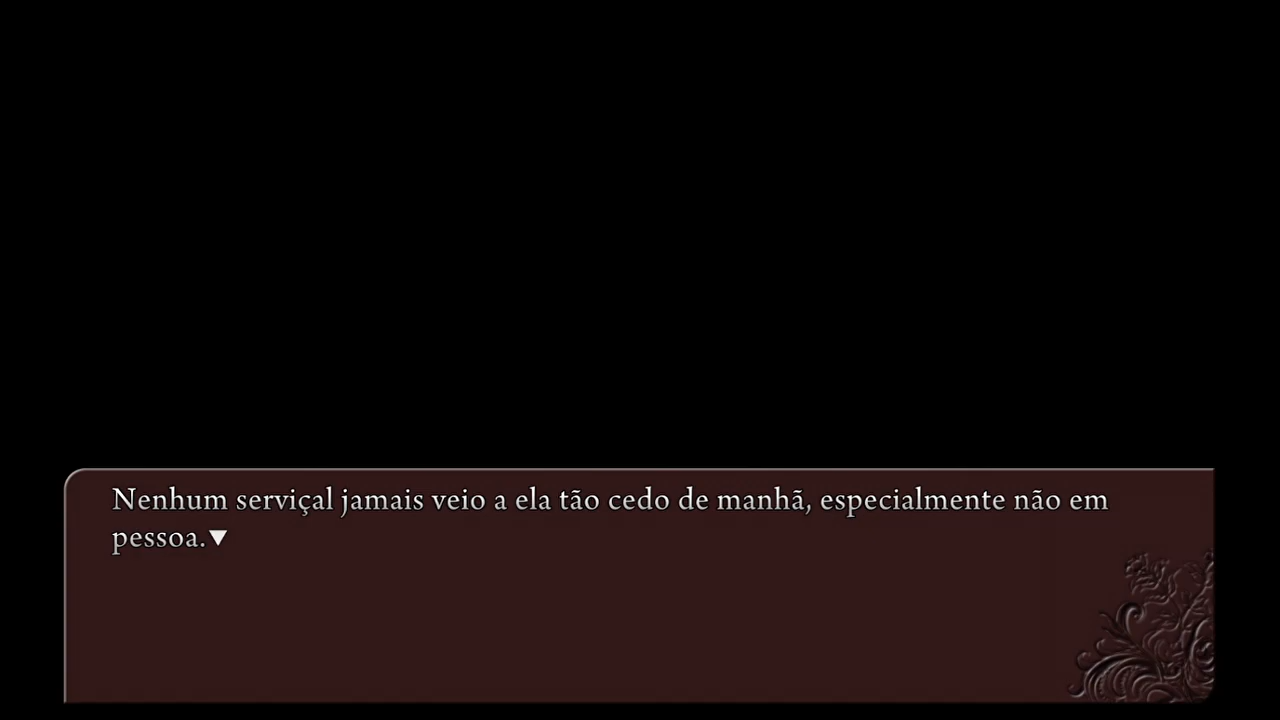 Nenhum serviçal jamais veio a ela tão cedo de manhã, especialmente não em
pessoa.▼